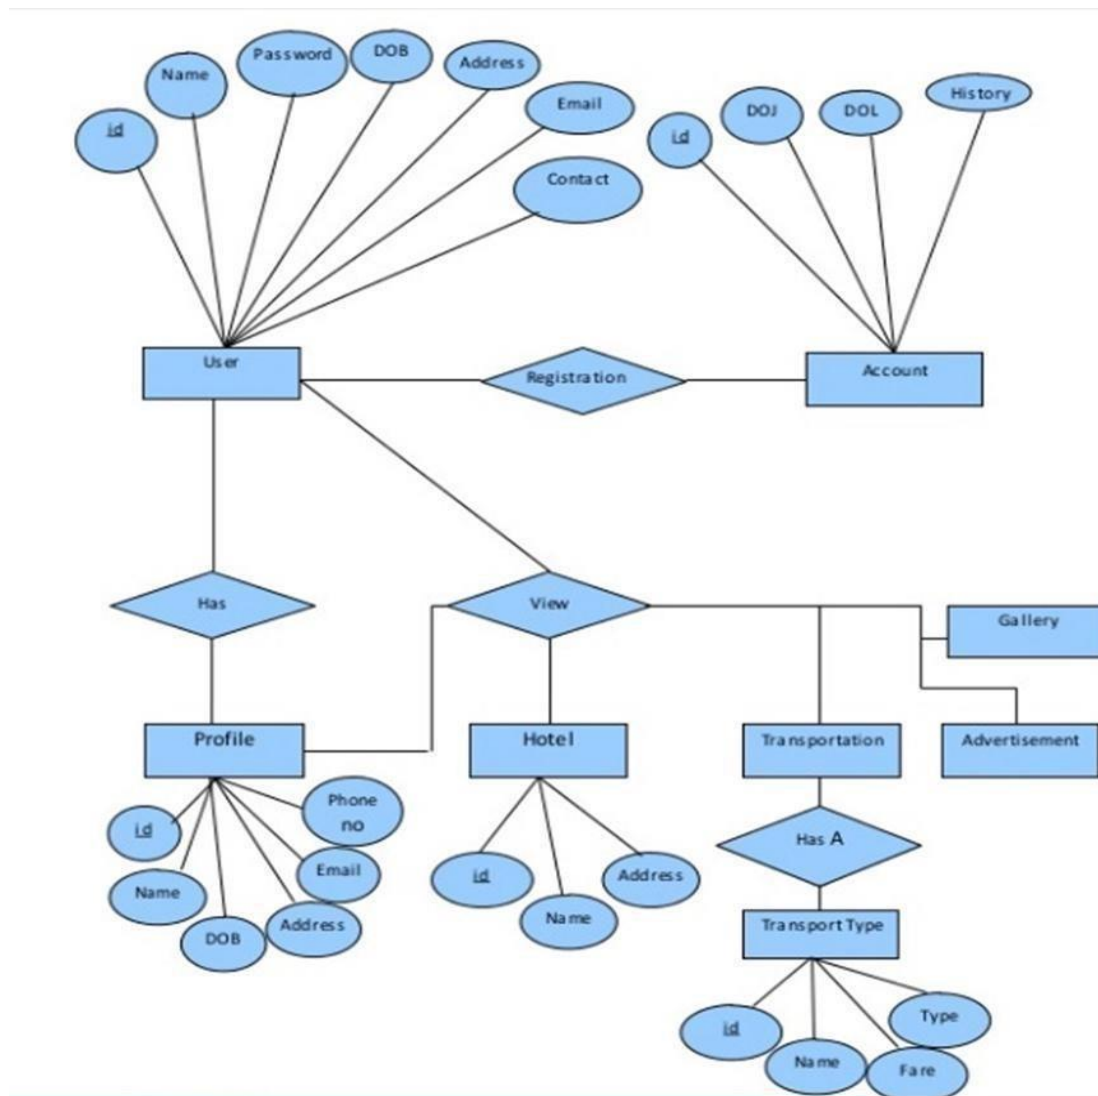 id
Name
Password
DOB
Address
Email
Contact
id
DOJ
DOL
History
User
Registration
Account
Has
View
Gallery
Profile
Hotel
Transportation
Advertisement
id
Name
DOB
Address
Email
Phone
no
id
Name
Address
Has A
Transport Type
id
Name
Fare
Type